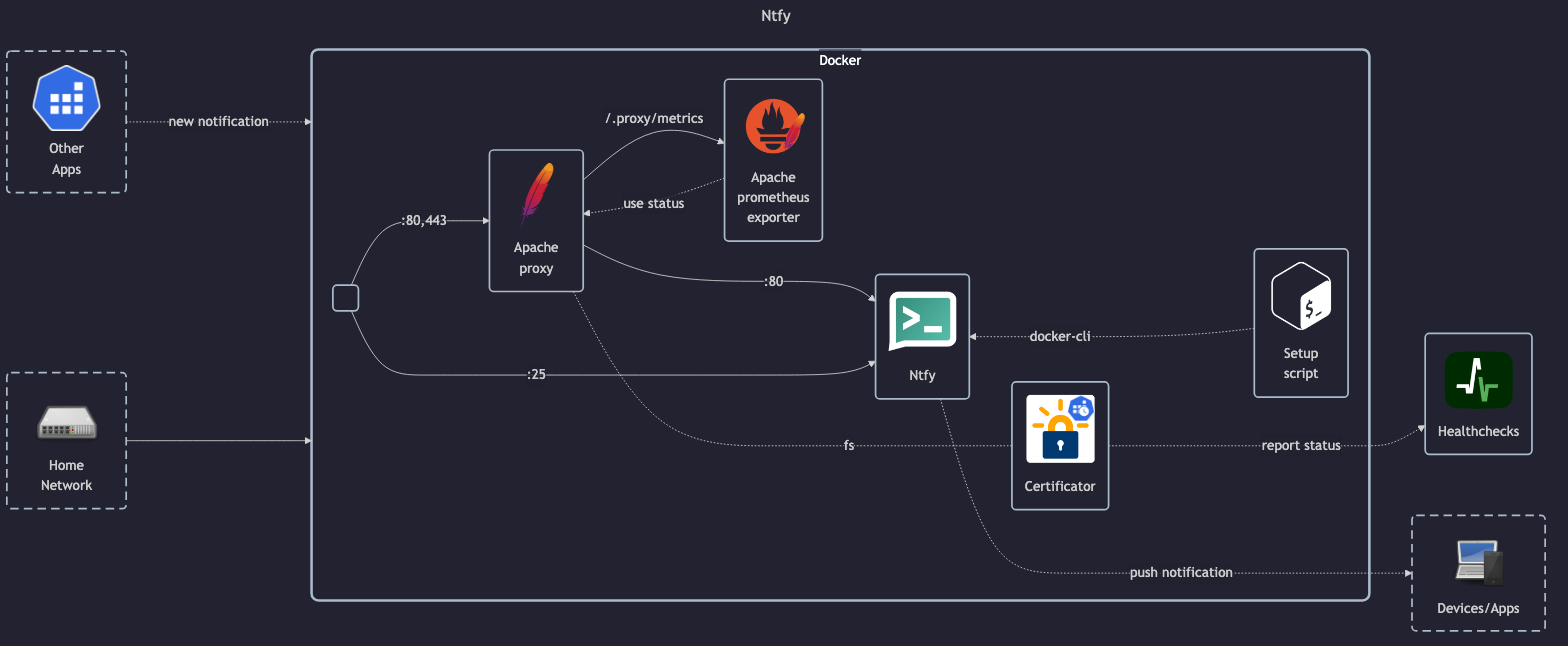 Ntfy
Docker
Other
Apps
new notification
/.proxy/metrics
Apache
prometheus
exporter
use status
:80,443
Apache
proxy
:80
>_
Ntfy
docker-cli
$_
Setup
script
:25
Home
Network
fs
Certificator
report status
Healthchecks
push notification
Devices/Apps